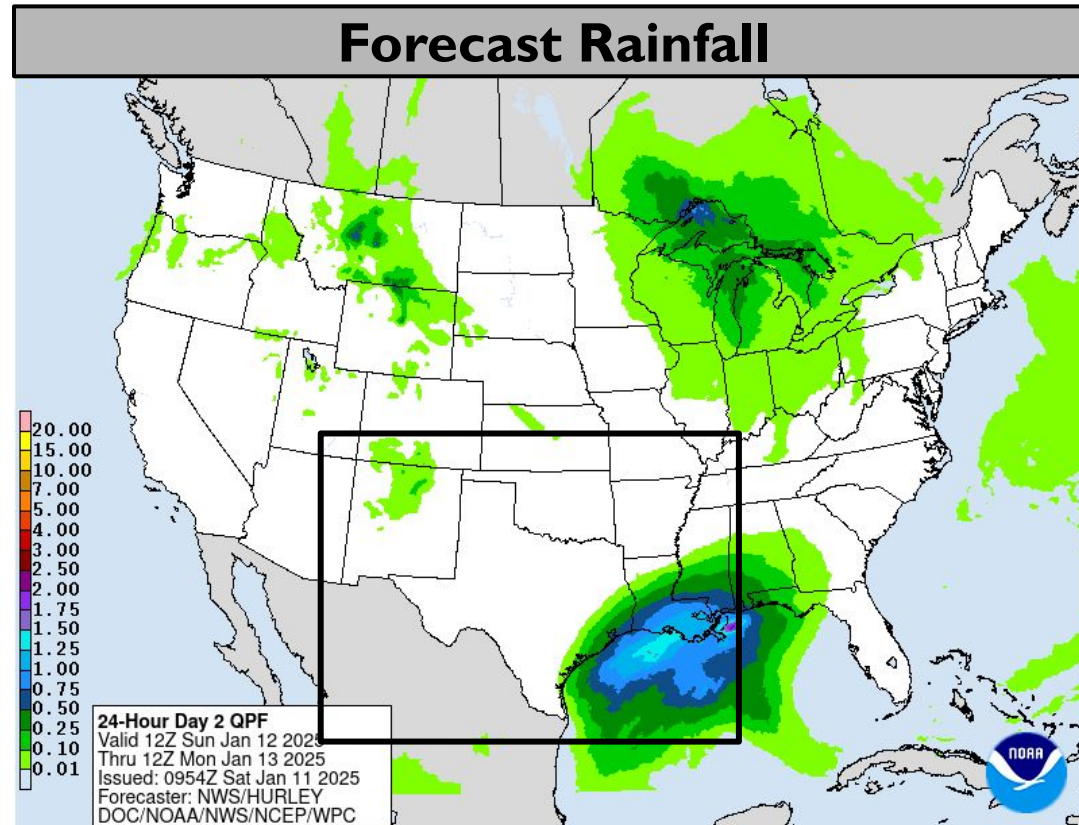 Forecast Rainfall
20.00
15.00
10.00
7.00
5.00
4.00
3.00
2.50
2.00
1.75
1.50
1.25
1.00
0.75
0.50
0.25
0.10
0.01
24-Hour Day 2 QPF
Valid 12Z Sun Jan 12 2025
Thru 12Z Mon Jan 13 2025
Issued: 0954Z Sat Jan 11 2025
Forecaster: NWS/HURLEY
DOC/NOAA/NWS/NCEP/WPC
NOAA